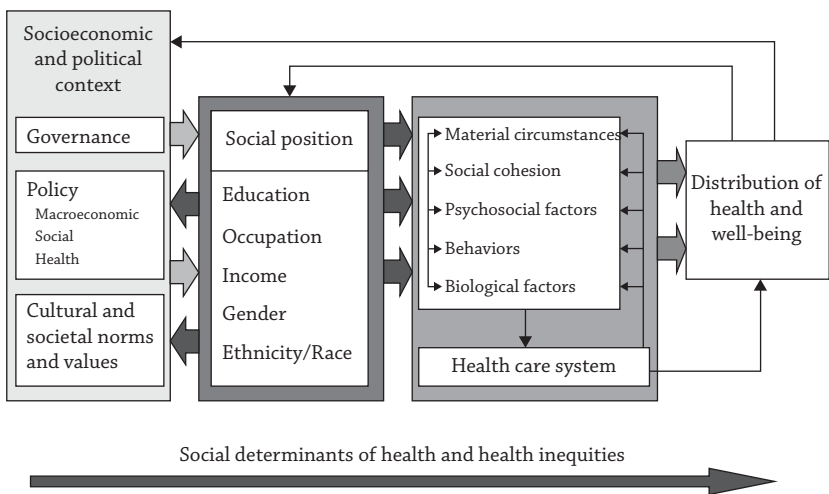 Socioeconomic
and political
context
Governance
Policy
Macroeconomic
Social
Health
Cultural and
societal norms
and values
Social position
Education
Occupation
Income
Gender
Ethnicity/Race
Material circumstances
Social cohesion
Psychosocial factors
Behaviors
Biological factors
Health care system
Distribution of
health and
well-being
Social determinants of health and health inequities